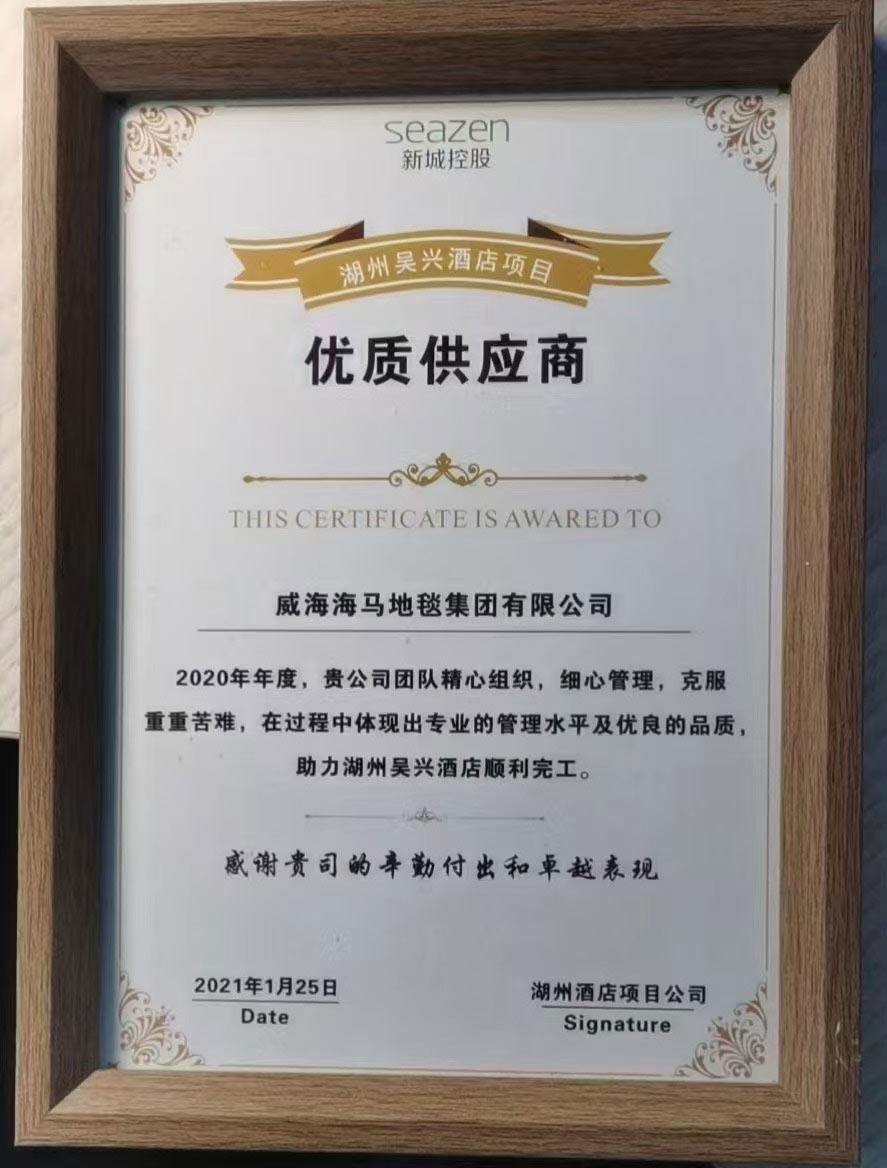 seazen
新城控股
湖州吴兴酒店项目
优质供应商
THIS CERTIFICATE IS AWARED TO
威海海马地毯集团有限公司
2020年年度，贵公司团队精心组织，细心管理，克服
重重苦难，在过程中体现出专业的管理水平及优良的品质，
助力湖州吴兴酒店顺利完工。
感谢贵司的辛勤付出和卓越表现
2021年1月25日
Date
湖州酒店项目公司
Signature